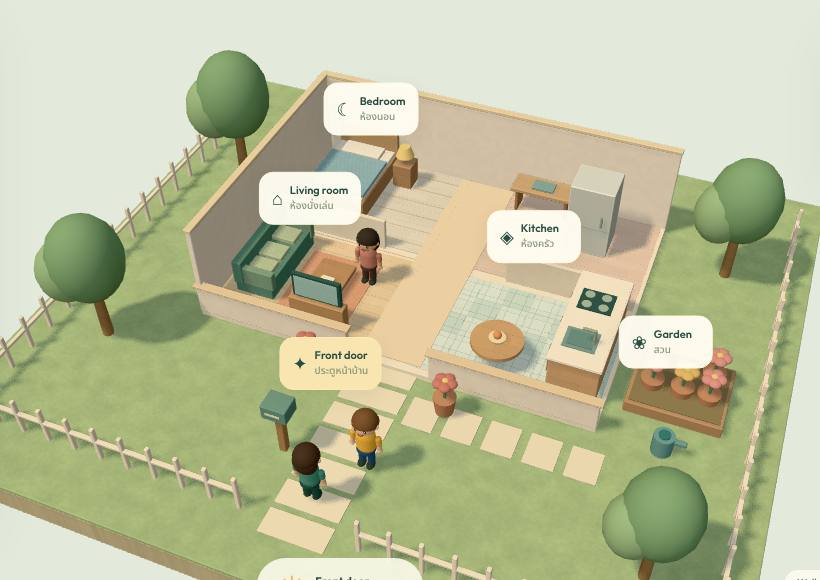 Bedroom
ห้องนอน
Living room
ห้องนั่งเล่น
Kitchen
ห้องครัว
Garden
สวน
Front door
ประตูหน้าบ้าน
Front door